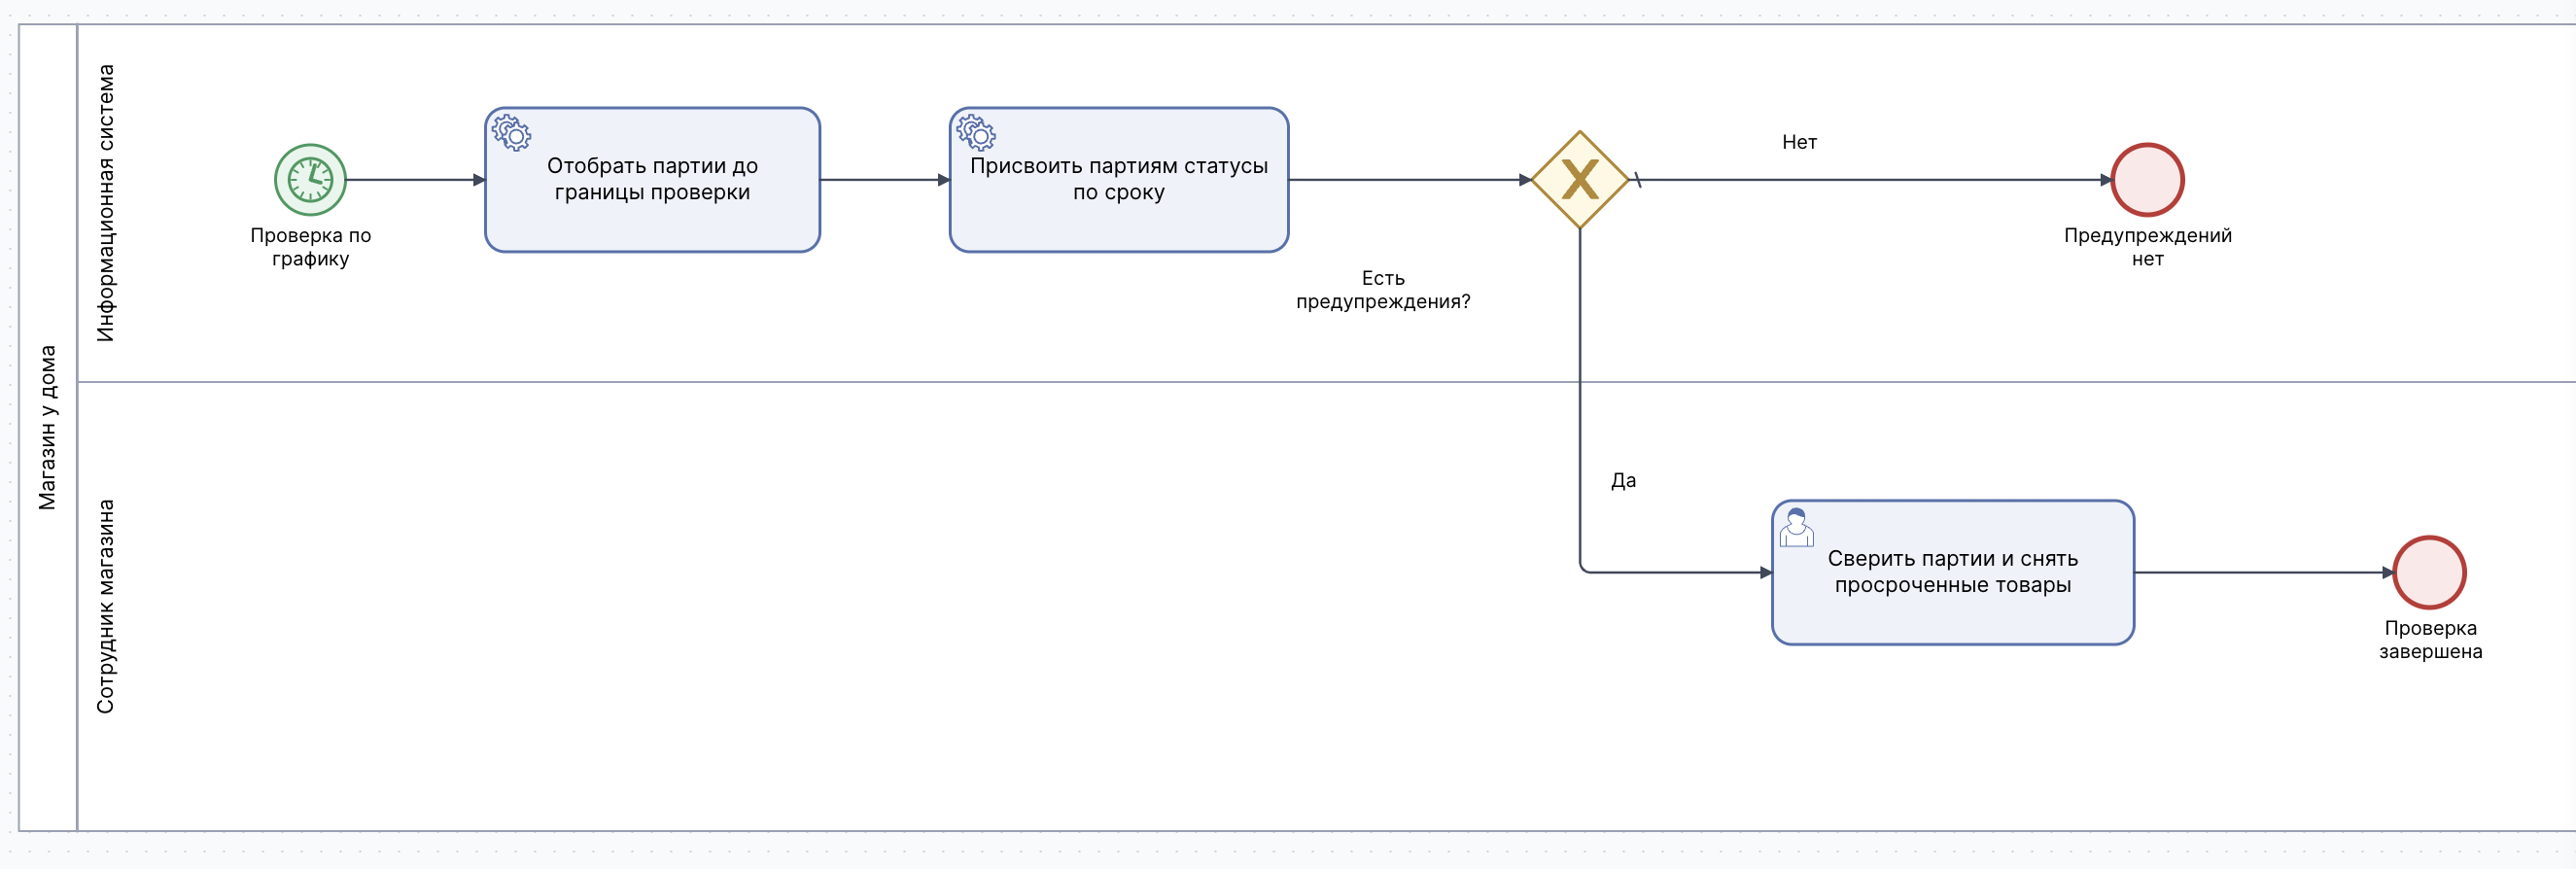 Магазин у дома
Информационная система
Проверка по
графику
Отобрать партии до
границы проверки
Присвоить партиям статусы
по сроку
Есть
предупреждения?
Нет
Предупреждений
нет
Сотрудник магазина
Да
Сверить партии и снять
просроченные товары
Проверка
завершена